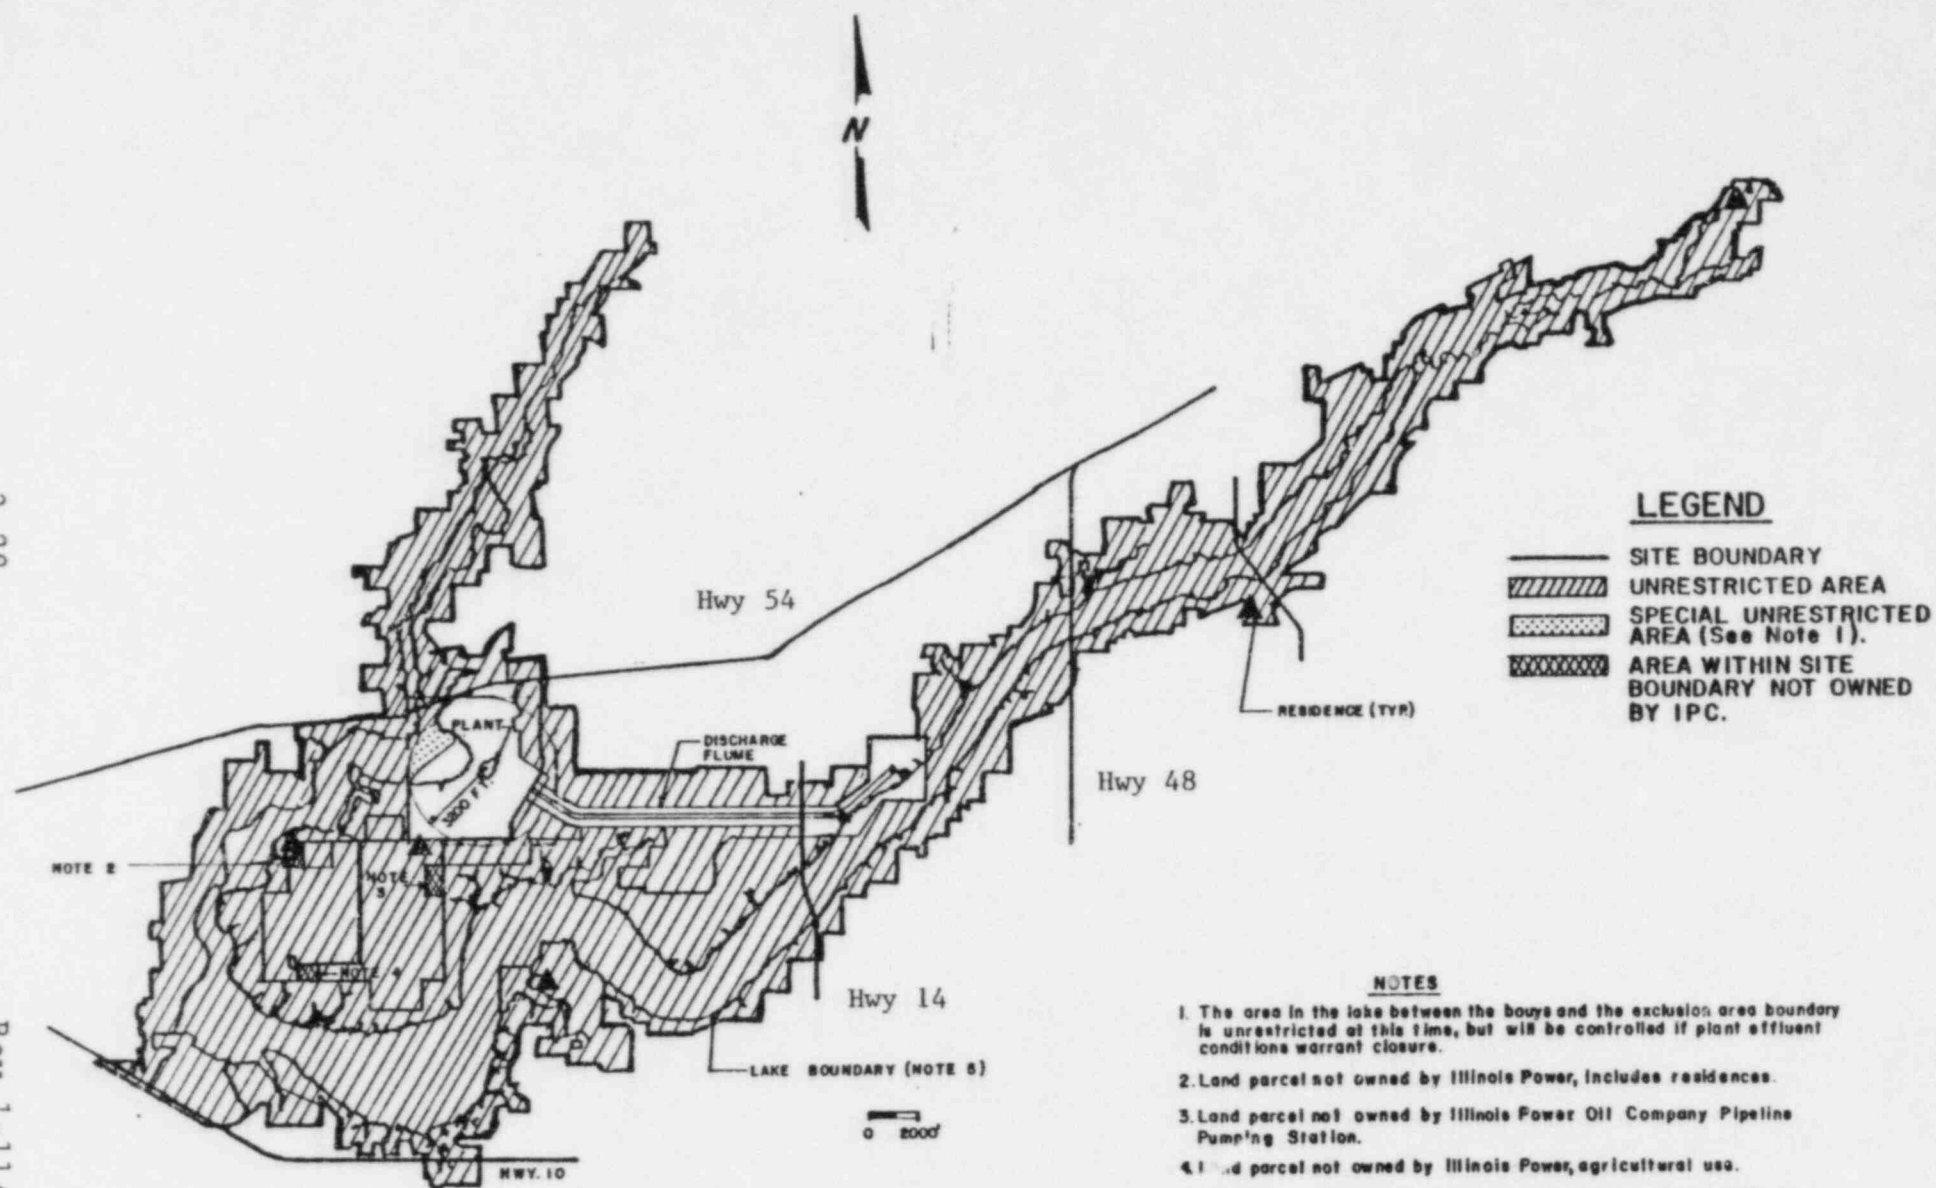 N
Hwy 54
PLANT
3200 FT.
DISCHARGE
FLUME
RESIDENCE (TYP.)
Hwy 48
NOTE 2
NOTE
3
NOTE 4
Hwy 14
LAKE BOUNDARY (NOTE 5)
0 2000'
HWY. 10
LEGEND
SITE BOUNDARY
UNRESTRICTED AREA
SPECIAL UNRESTRICTED
AREA (See Note 1).
AREA WITHIN SITE
BOUNDARY NOT OWNED
BY IPC.
NOTES
1. The area in the lake between the bouys and the exclusion area boundary
is unrestricted at this time, but will be controlled if plant effluent
conditions warrant closure.
2. Land parcel not owned by Illinois Power, includes residences.
3. Land parcel not owned by Illinois Power Oil Company Pipeline
Pump'ng Station.
4. parcel not owned by Illinois Power, agricultural use.